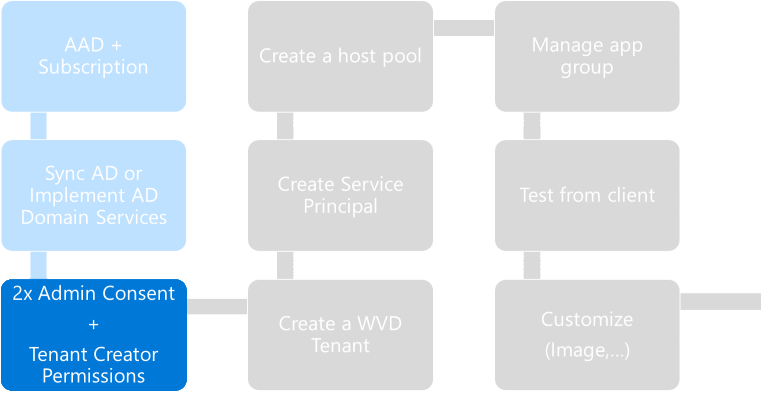 AAD +
Subscription
Sync AD or
Implement AD
Domain Services
2x Admin Consent
+
Tenant Creator
Permissions
Create a host pool
Create Service
Principal
Create a WVD
Tenant
Manage app
group
Test from client
Customize
(Image,...)